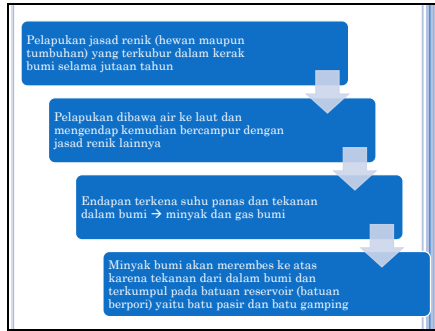 Pelapukan jasad renik (hewan maupun
tumbuhan) yang terkubur dalam kerak
bumi selama jutaan tahun
Pelapukan dibawa air ke laut dan
mengendap kemudian bercampur dengan
jasad renik lainnya
Endapan terkena suhu panas dan tekanan
dalam bumi → minyak dan gas bumi
Minyak bumi akan merembes ke atas
karena tekanan dari dalam bumi dan
terkumpul pada batuan reservoir (batuan
berpori) yaitu batu pasir dan batu gamping